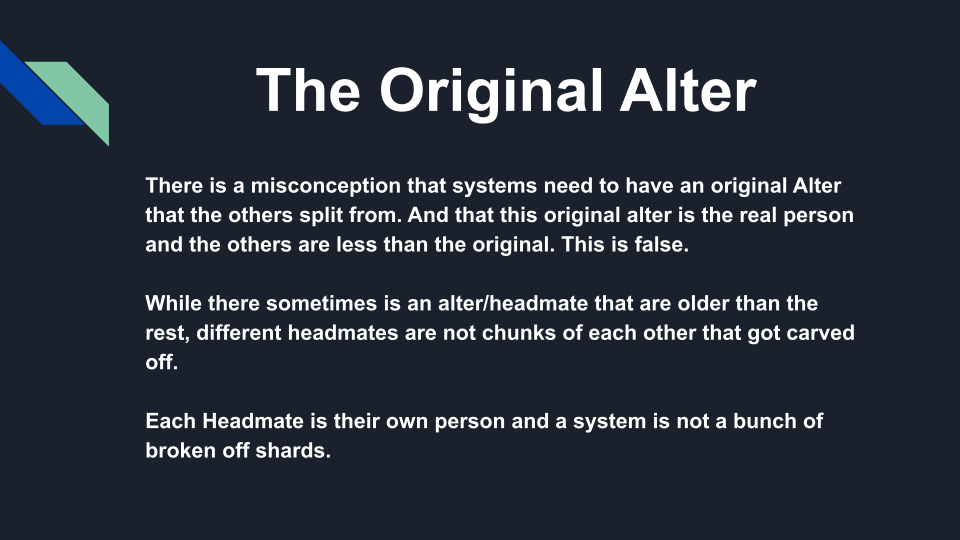 The Original Alter
There is a misconception that systems need to have an original Alter
that the others split from. And that this original alter is the real person
and the others are less than the original. This is false.
While there sometimes is an alter/headmate that are older than the
rest, different headmates are not chunks of each other that got carved
off.
Each Headmate is their own person and a system is not a bunch of
broken off shards.